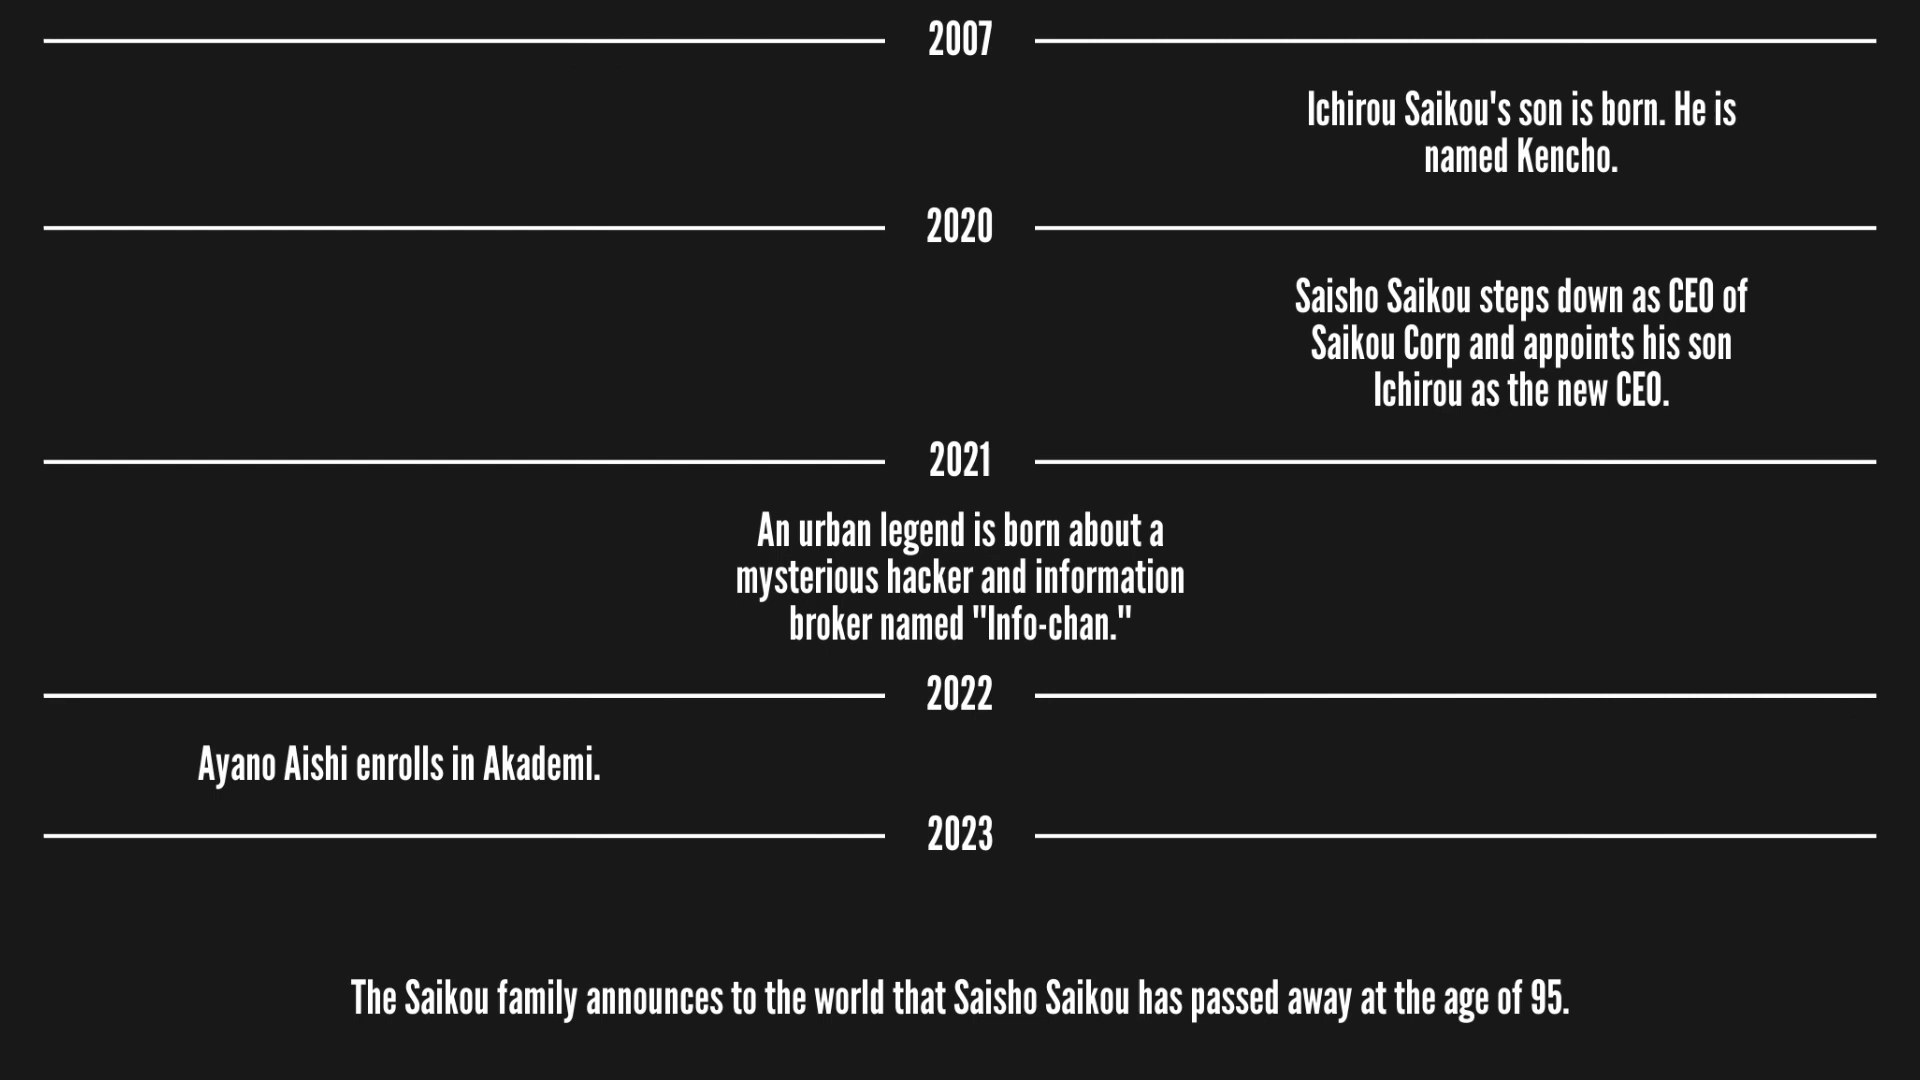 2007
Ichirou Saikou's son is born. He is
named Kencho.
2020
Saisho Saikou steps down as CEO of
Saikou Corp and appoints his son
Ichirou as the new CEO.
2021
An urban legend is born about a
mysterious hacker and information
broker named "Info-chan."
2022
Ayano Aishi enrolls in Akademi.
2023
The Saikou family announces to the world that Saisho Saikou has passed away at the age of 95.